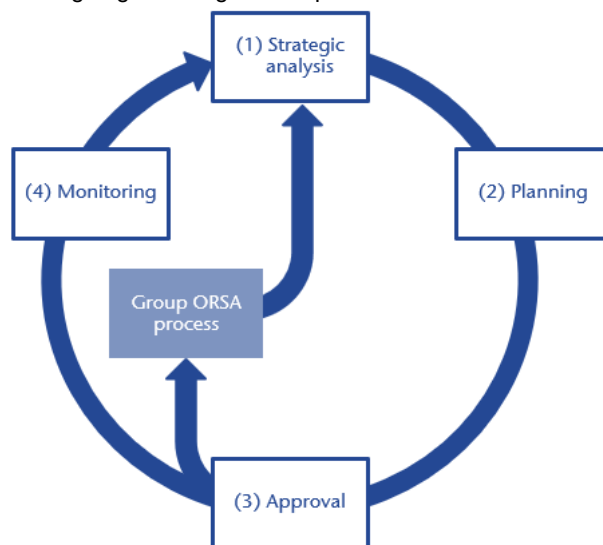 (1) Strategic
analysis
(4) Monitoring
(2) Planning
Group ORSA
process
(3) Approval